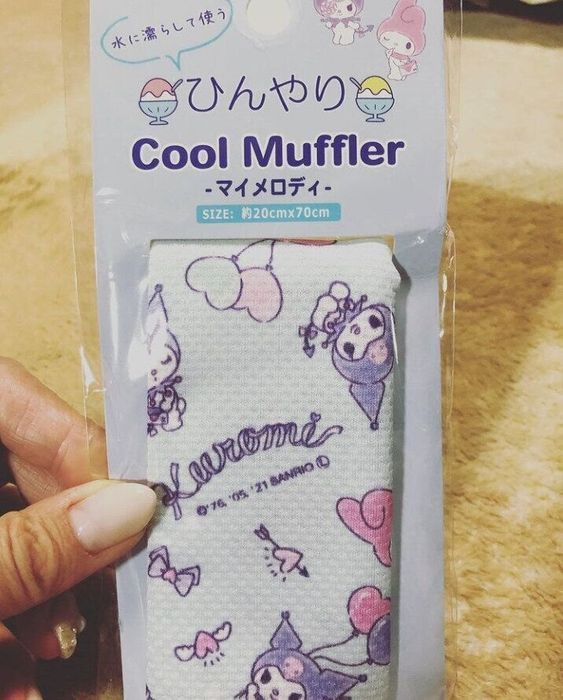 水に濡らして使う
ひんやり
Cool Muffler
-マイメロディ-
SIZE: 約20cmx70cm
Kuromi
©'76, '05, '21 SANRIO Ⓛ